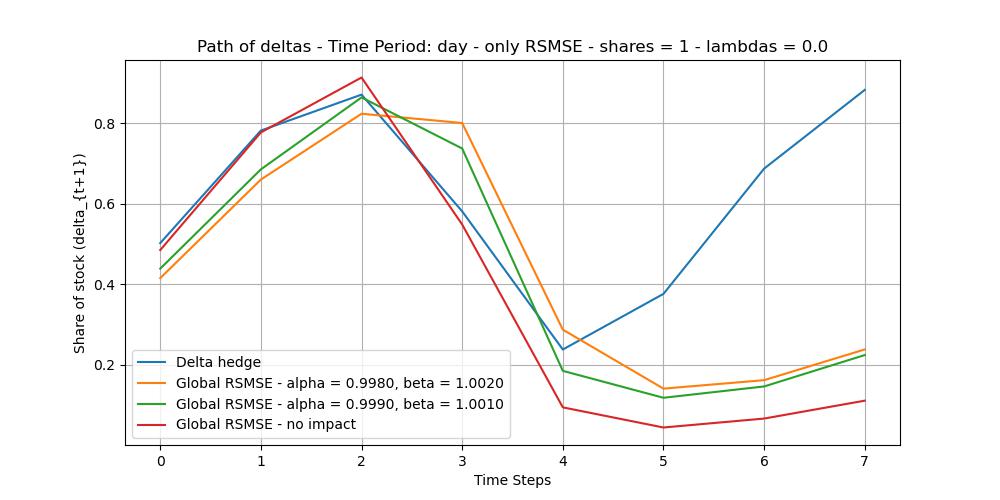 Path of deltas - Time Period: day - only RSMSE - shares = 1 - lambdas = 0.0
Share of stock (delta_{t+1})
0.8
0.6
0.4
0.2
Delta hedge
Global RSMSE - alpha = 0.9980, beta = 1.0020
Global RSMSE - alpha = 0.9990, beta = 1.0010
Global RSMSE - no impact
0 1 2 3 4 5 6 7
Time Steps